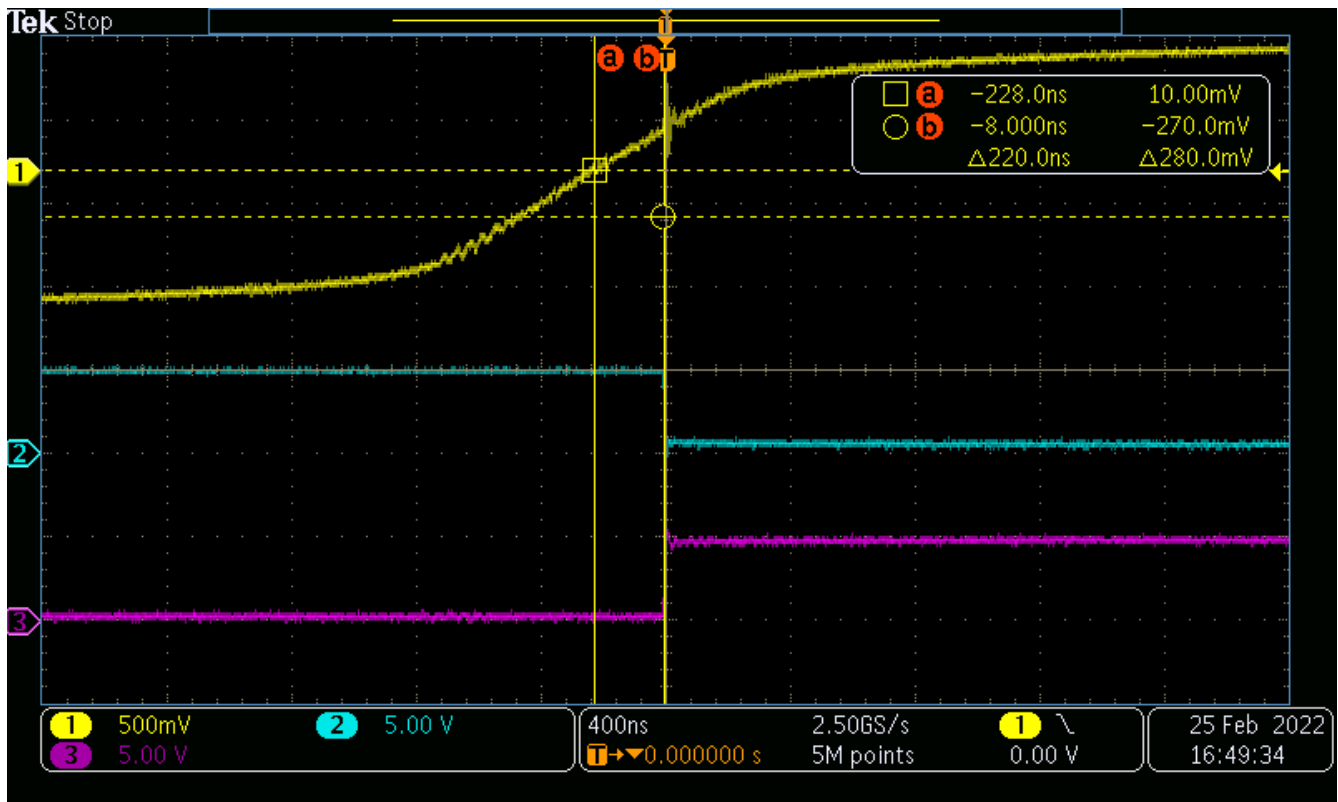 Tek Stop
T
a b T
a −228.0ns 10.00mV
b −8.000ns −270.0mV
Δ220.0ns Δ280.0mV
1
2
3
1 500mV 2 5.00 V 400ns 2.50GS/s 1 \ 25 Feb 2022
3 5.00 V T→▼0.000000 s 5M points 0.00 V 16:49:34